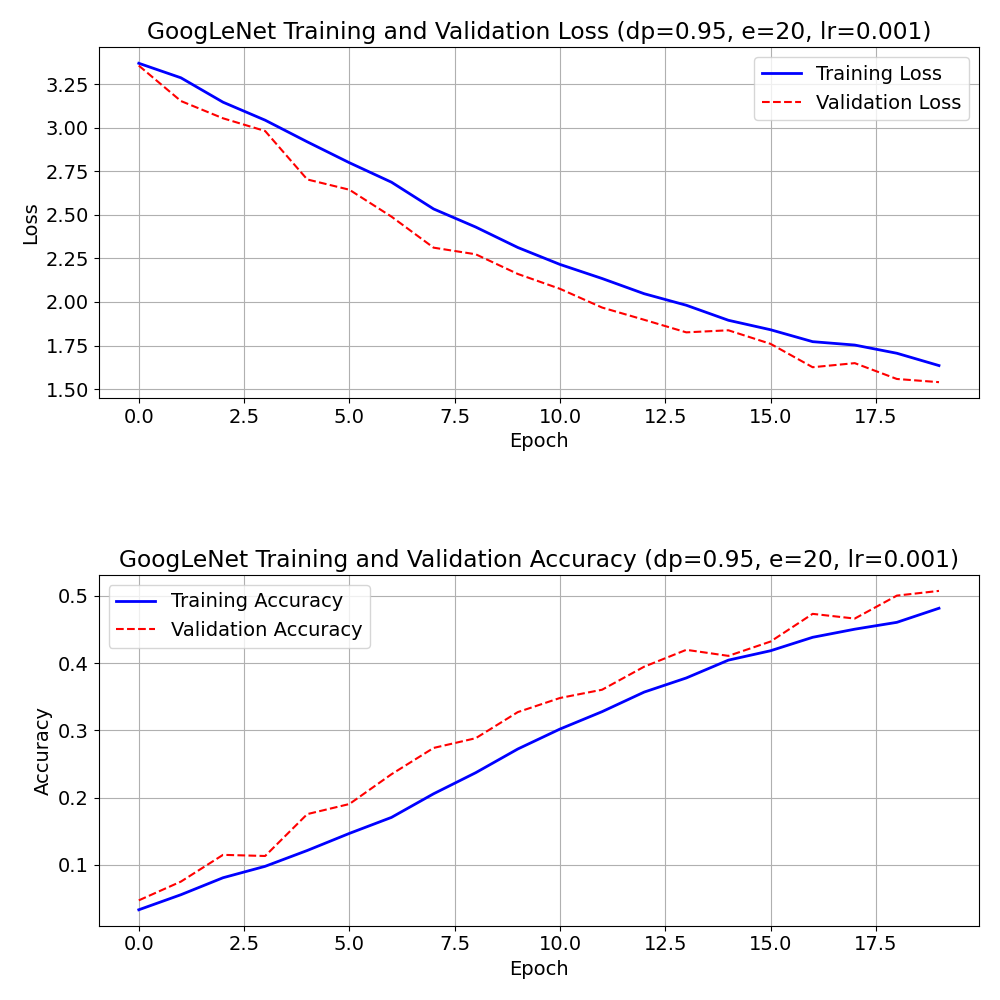 GoogLeNet Training and Validation Loss (dp=0.95, e=20, lr=0.001)
Training Loss
Validation Loss
Loss
3.25
3.00
2.75
2.50
2.25
2.00
1.75
1.50
0.0 2.5 5.0 7.5 10.0 12.5 15.0 17.5
Epoch
GoogLeNet Training and Validation Accuracy (dp=0.95, e=20, lr=0.001)
Training Accuracy
Validation Accuracy
Accuracy
0.5
0.4
0.3
0.2
0.1
0.0 2.5 5.0 7.5 10.0 12.5 15.0 17.5
Epoch